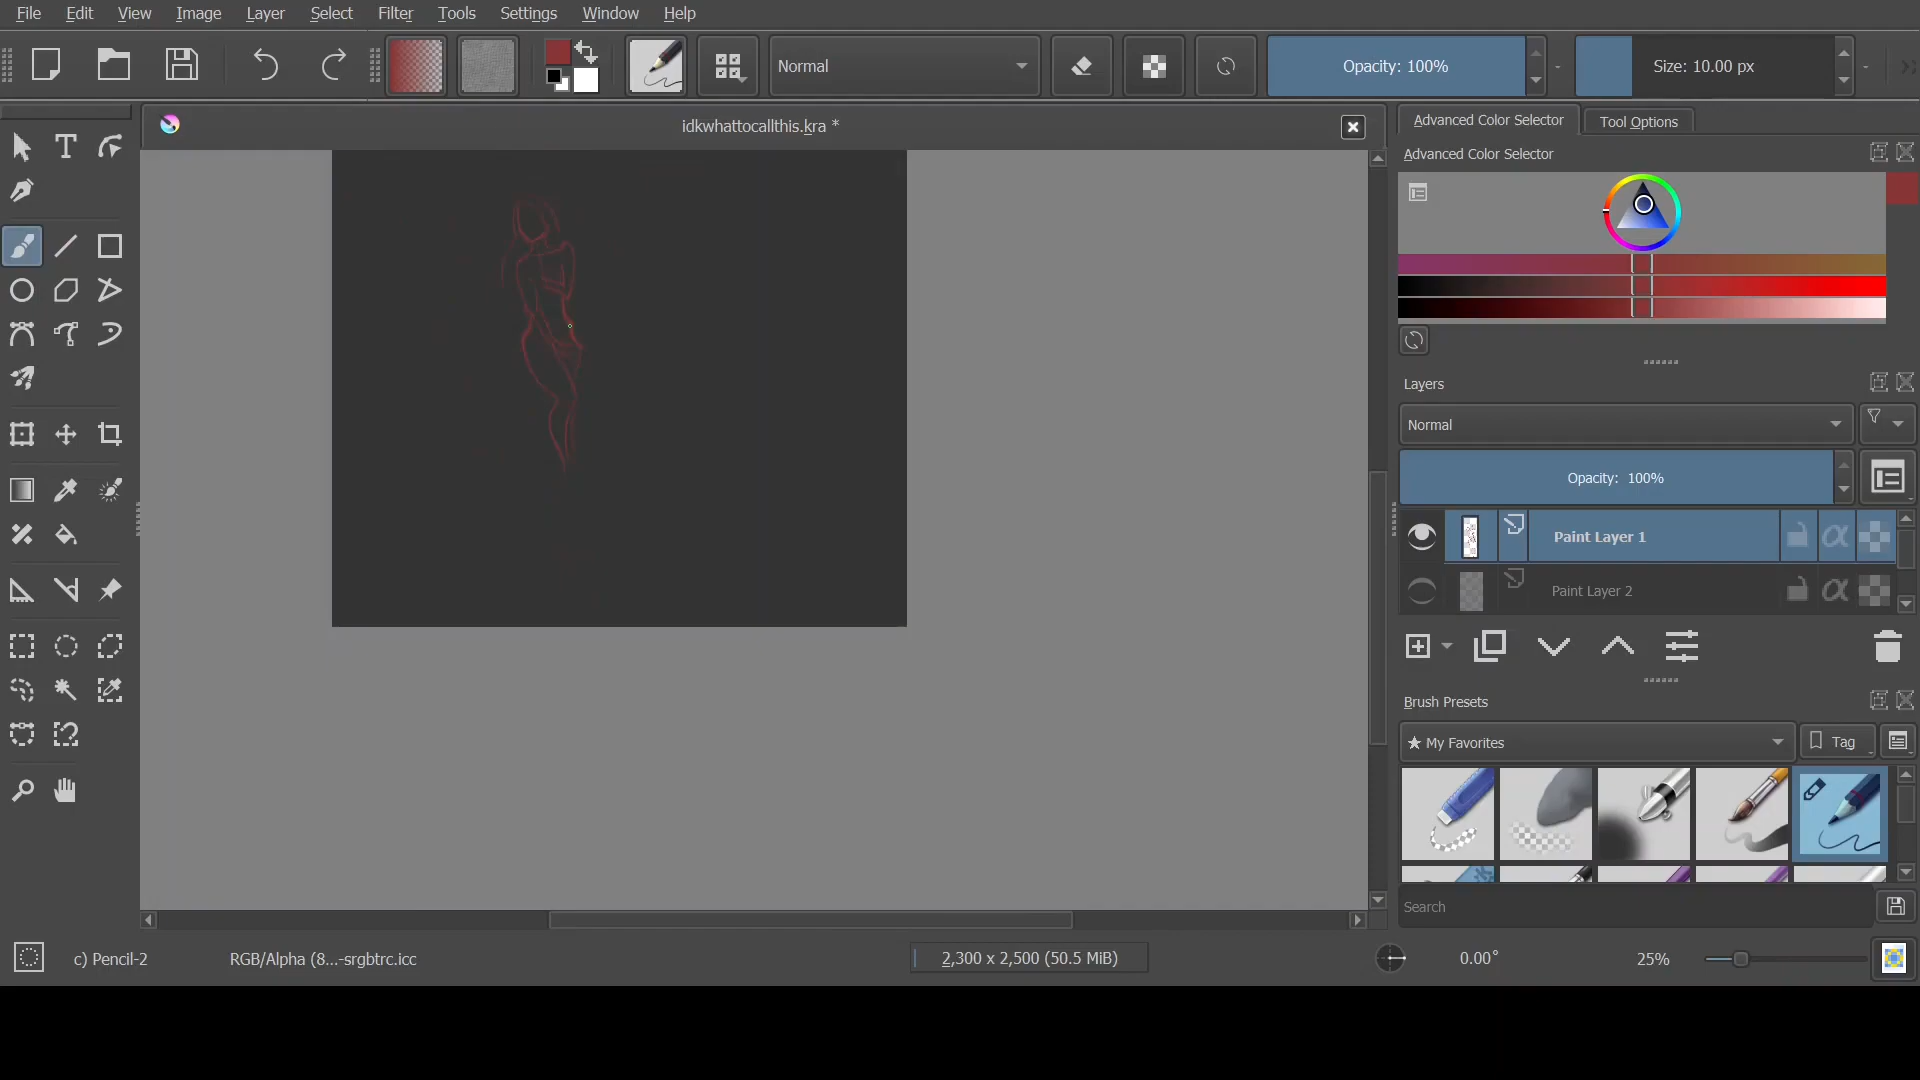 File Edit View Image Layer Select Filter Tools Settings Window Help
Normal
Opacity: 100%
Size: 10.00 px
idkwhattocallthis.kra *
Advanced Color Selector
Tool Options
Advanced Color Selector
Layers
Normal
Opacity: 100%
Paint Layer 1
Paint Layer 2
Brush Presets
★ My Favorites
Tag
Search
c) Pencil-2
RGB/Alpha (8...-srgbtrc.icc
2,300 x 2,500 (50.5 MiB)
0.00°
25%